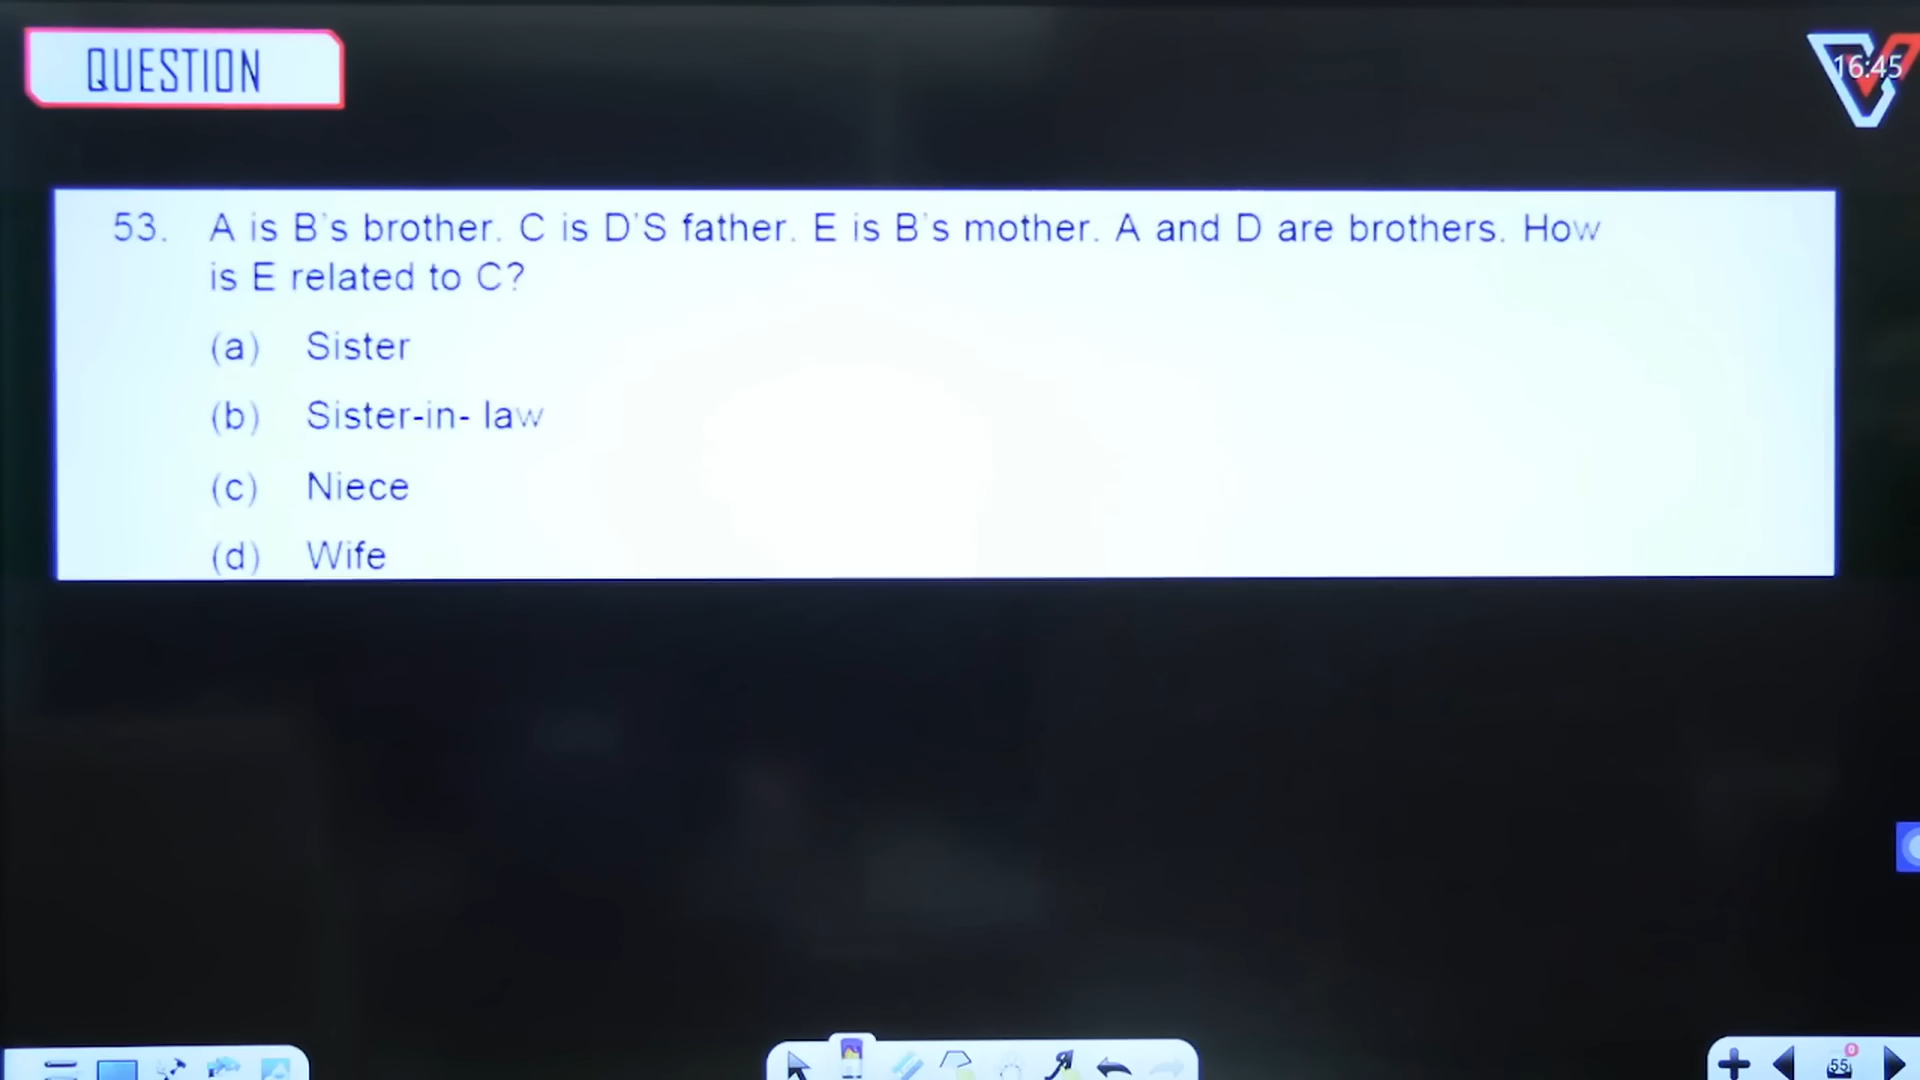 QUESTION
16:45
53. A is B's brother. C is D'S father. E is B's mother. A and D are brothers. How
is E related to C?
(a) Sister
(b) Sister-in- law
(c) Niece
(d) Wife
0
55